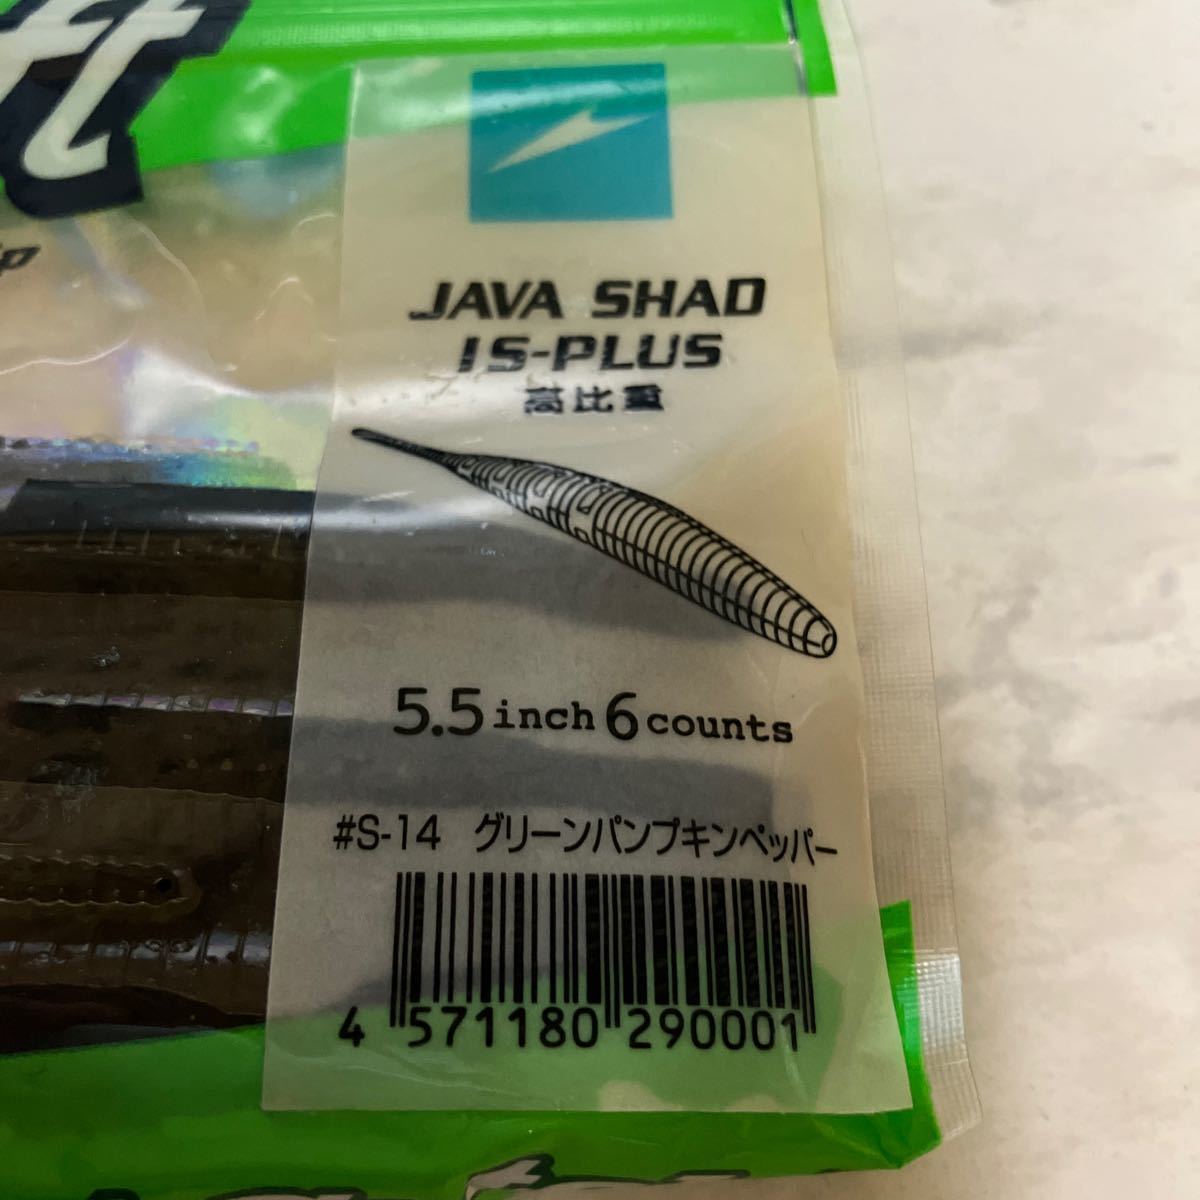 ft
JAVA SHAD
IS-PLUS
高比重
5.5 inch 6 counts
#S-14 グリーンパンプキンペッパー
4 571180 290001